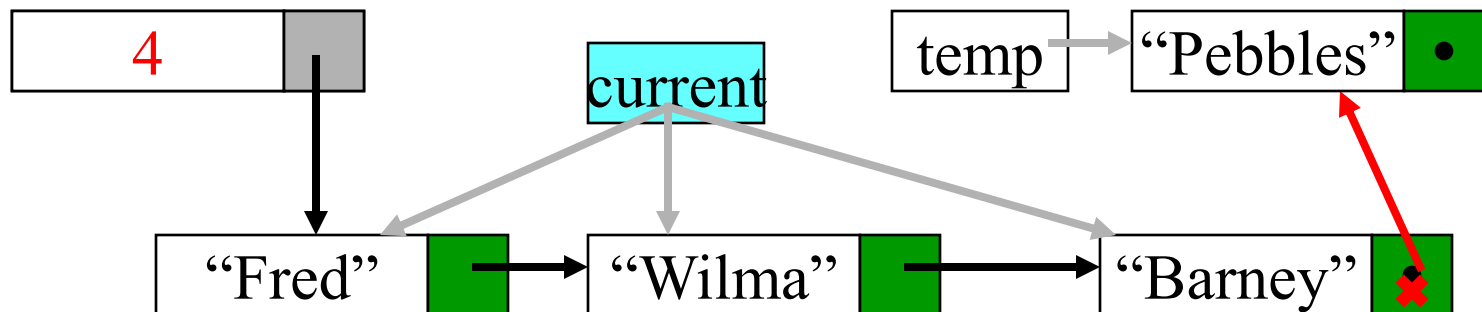 4
current
temp
“Pebbles”
“Fred”
“Wilma”
“Barney”